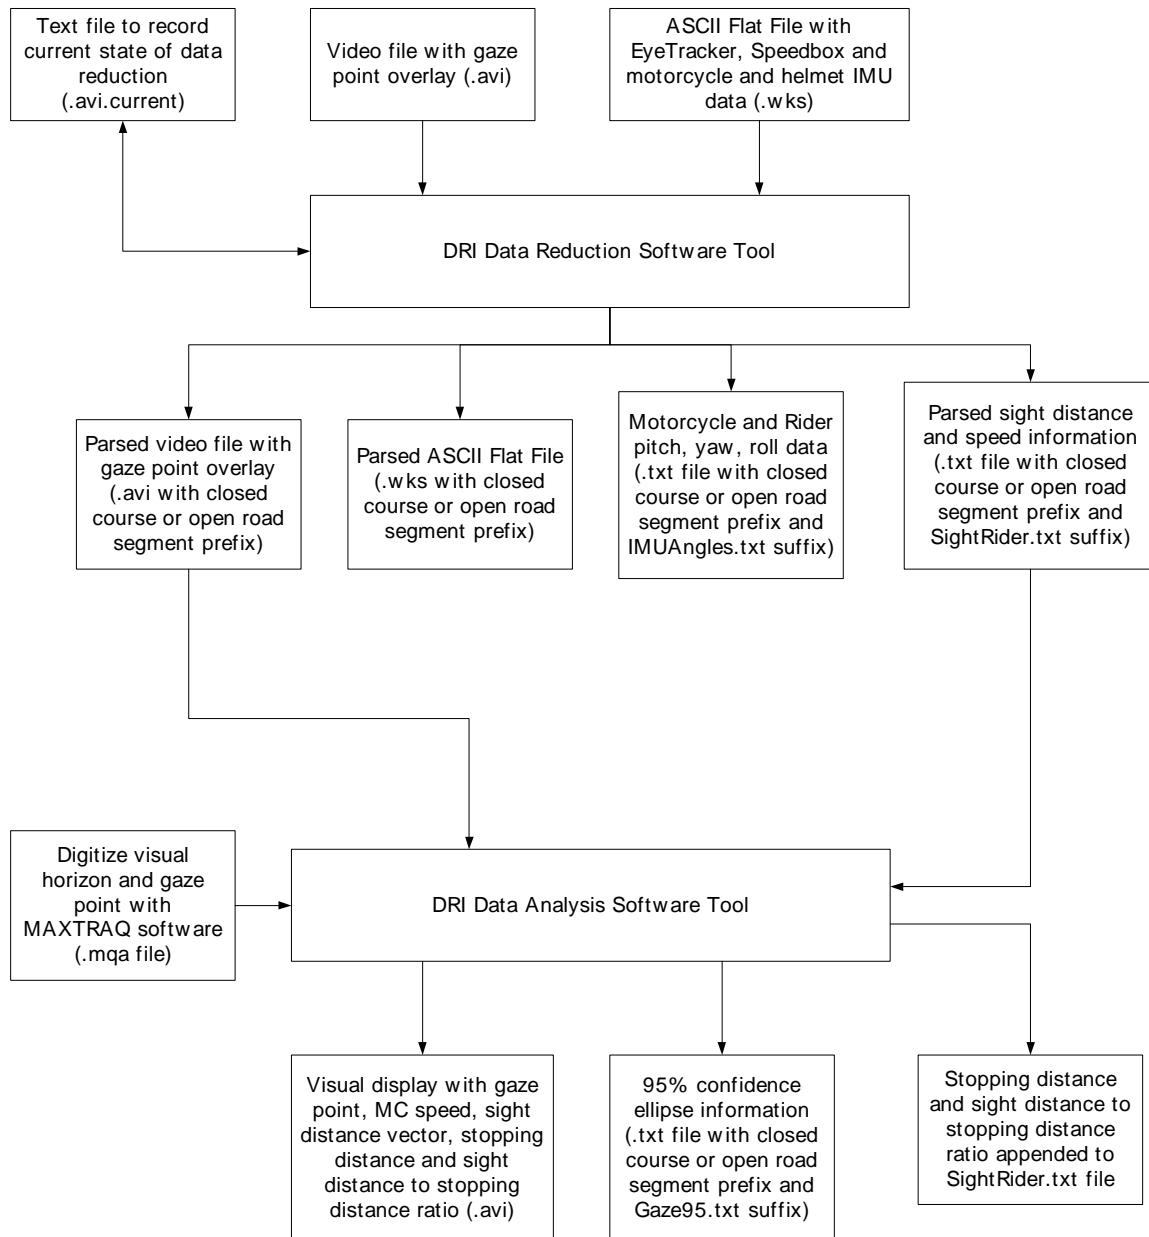 Text file to record
current state of data
reduction
(.avi.current)
Video file with gaze
point overlay (.avi)
ASCII Flat File with
EyeTracker, Speedbox and
motorcycle and helmet IMU
data (.wks)
DRI Data Reduction Software Tool
Parsed video file with
gaze point overlay
(.avi with closed
course or open road
segment prefix)
Parsed ASCII Flat File
(.wks with closed
course or open road
segment prefix)
Motorcycle and Rider
pitch, yaw, roll data
(.txt file with closed
course or open road
segment prefix and
IMUAngles.txt suffix)
Parsed sight distance
and speed information
(.txt file with closed
course or open road
segment prefix and
SightRider.txt suffix)
Digitize visual
horizon and gaze
point with
MAXTRAQ software
(.mqa file)
DRI Data Analysis Software Tool
Visual display with gaze
point, MC speed, sight
distance vector, stopping
distance and sight
distance to stopping
distance ratio (.avi)
95% confidence
ellipse information
(.txt file with closed
course or open road
segment prefix and
Gaze95.txt suffix)
Stopping distance
and sight distance to
stopping distance
ratio appended to
SightRider.txt file